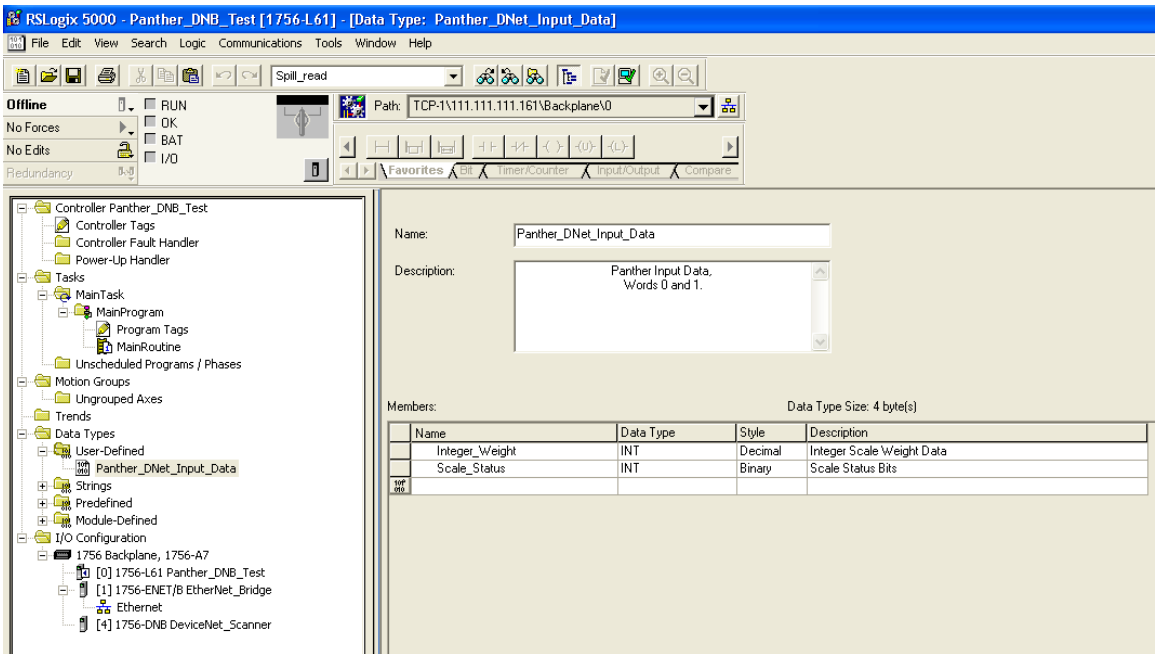 RSLogix 5000 - Panther_DNB_Test [1756-L61] - [Data Type: Panther_DNet_Input_Data]
File Edit View Search Logic Communications Tools Window Help
Spill_read
Offline
RUN
Path: TCP-1\111.111.111.161\Backplane\0
No Forces
OK
No Edits
BAT
Redundancy
I/O
Favorites Bit Timer/Counter Input/Output Compare
Controller Panther_DNB_Test
Controller Tags
Controller Fault Handler
Power-Up Handler
Tasks
MainTask
MainProgram
Program Tags
MainRoutine
Unscheduled Programs / Phases
Motion Groups
Ungrouped Axes
Trends
Data Types
User-Defined
Panther_DNet_Input_Data
Strings
Predefined
Module-Defined
I/O Configuration
1756 Backplane, 1756-A7
[0] 1756-L61 Panther_DNB_Test
[1] 1756-ENET/B EtherNet_Bridge
Ethernet
[4] 1756-DNB DeviceNet_Scanner
Name: Panther_DNet_Input_Data
Description: Panther Input Data,
Words 0 and 1.
Members: Data Type Size: 4 byte(s)
Name Data Type Style Description
Integer_Weight INT Decimal Integer Scale Weight Data
Scale_Status INT Binary Scale Status Bits